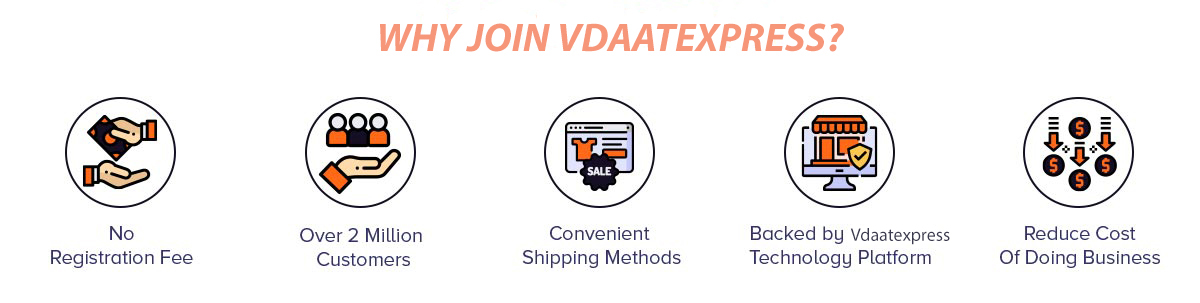 WHY JOIN VDAATEXPRESS?
SALE
No
Registration Fee
Over 2 Million
Customers
Convenient
Shipping Methods
Backed by Vdaatexpress
Technology Platform
Reduce Cost
Of Doing Business